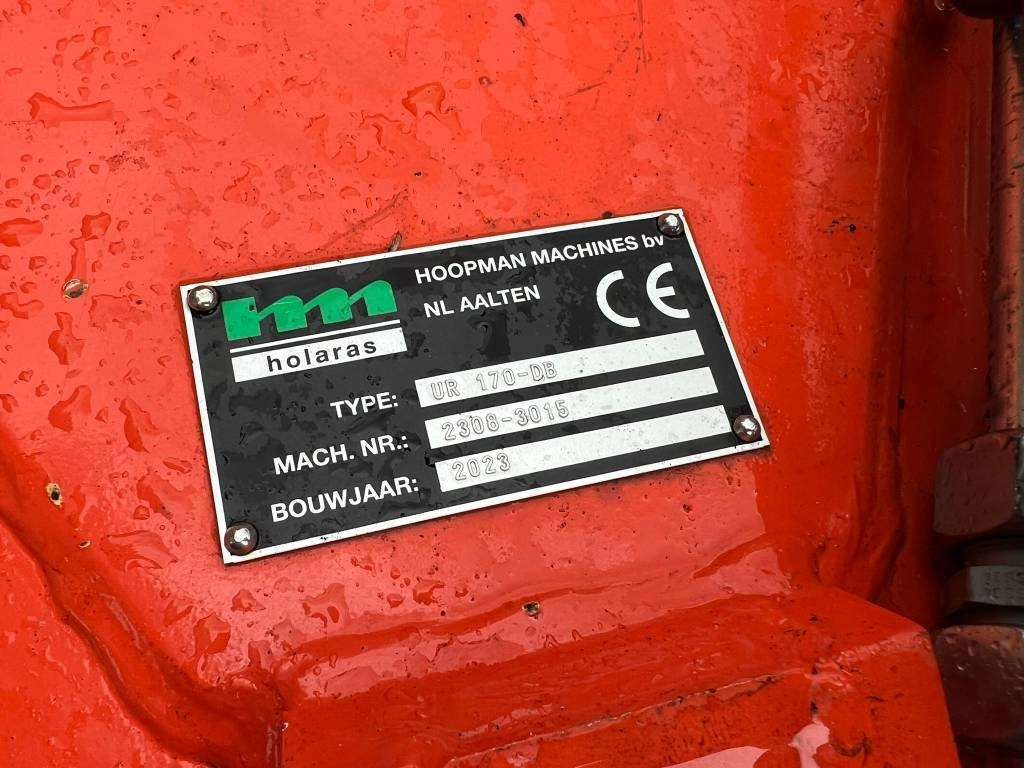 HOOPMAN MACHINES bv
NL AALTEN
CE
hm
holaras
TYPE: UR 170-DB
MACH. NR.: 2308-3015
BOUWJAAR: 2023